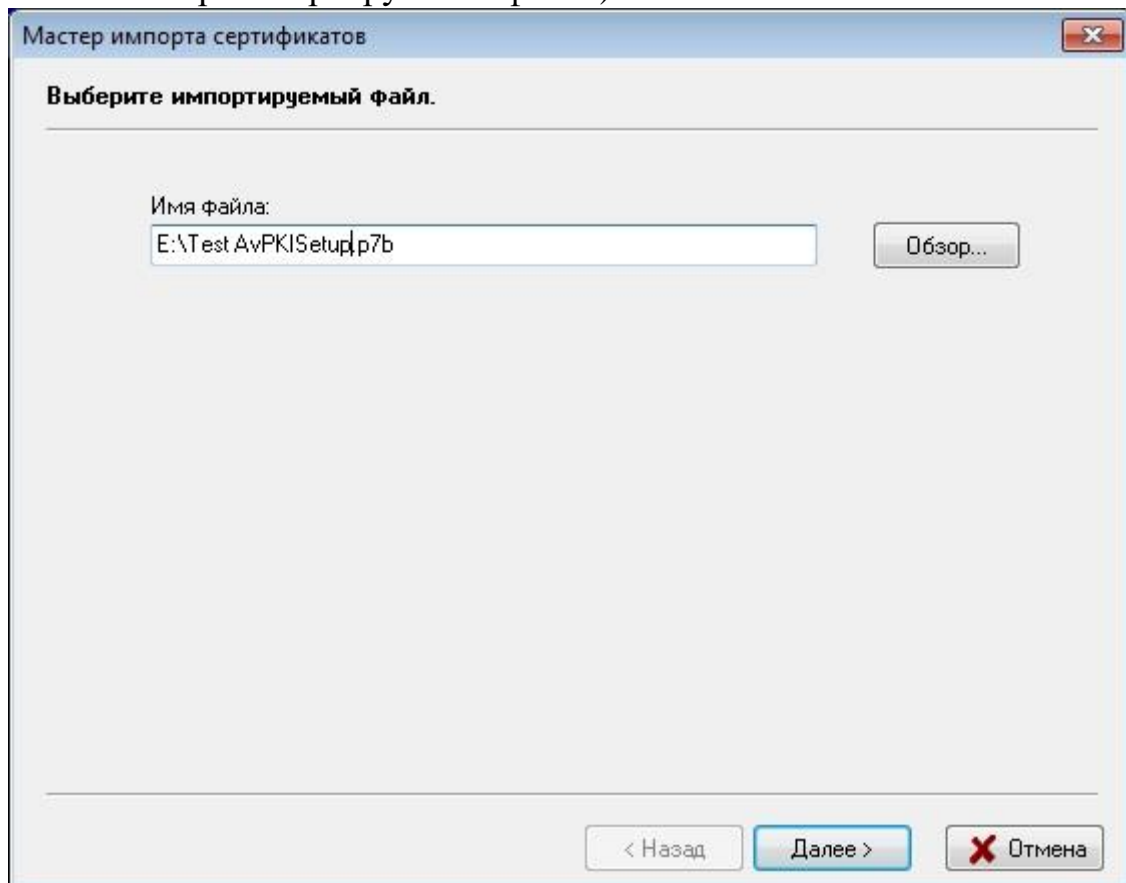 Мастер импорта сертификатов
Выберите импортируемый файл.
Имя файла:
E:\Test AvPKISetup.p7b
Обзор...
< Назад
Далее >
Отмена